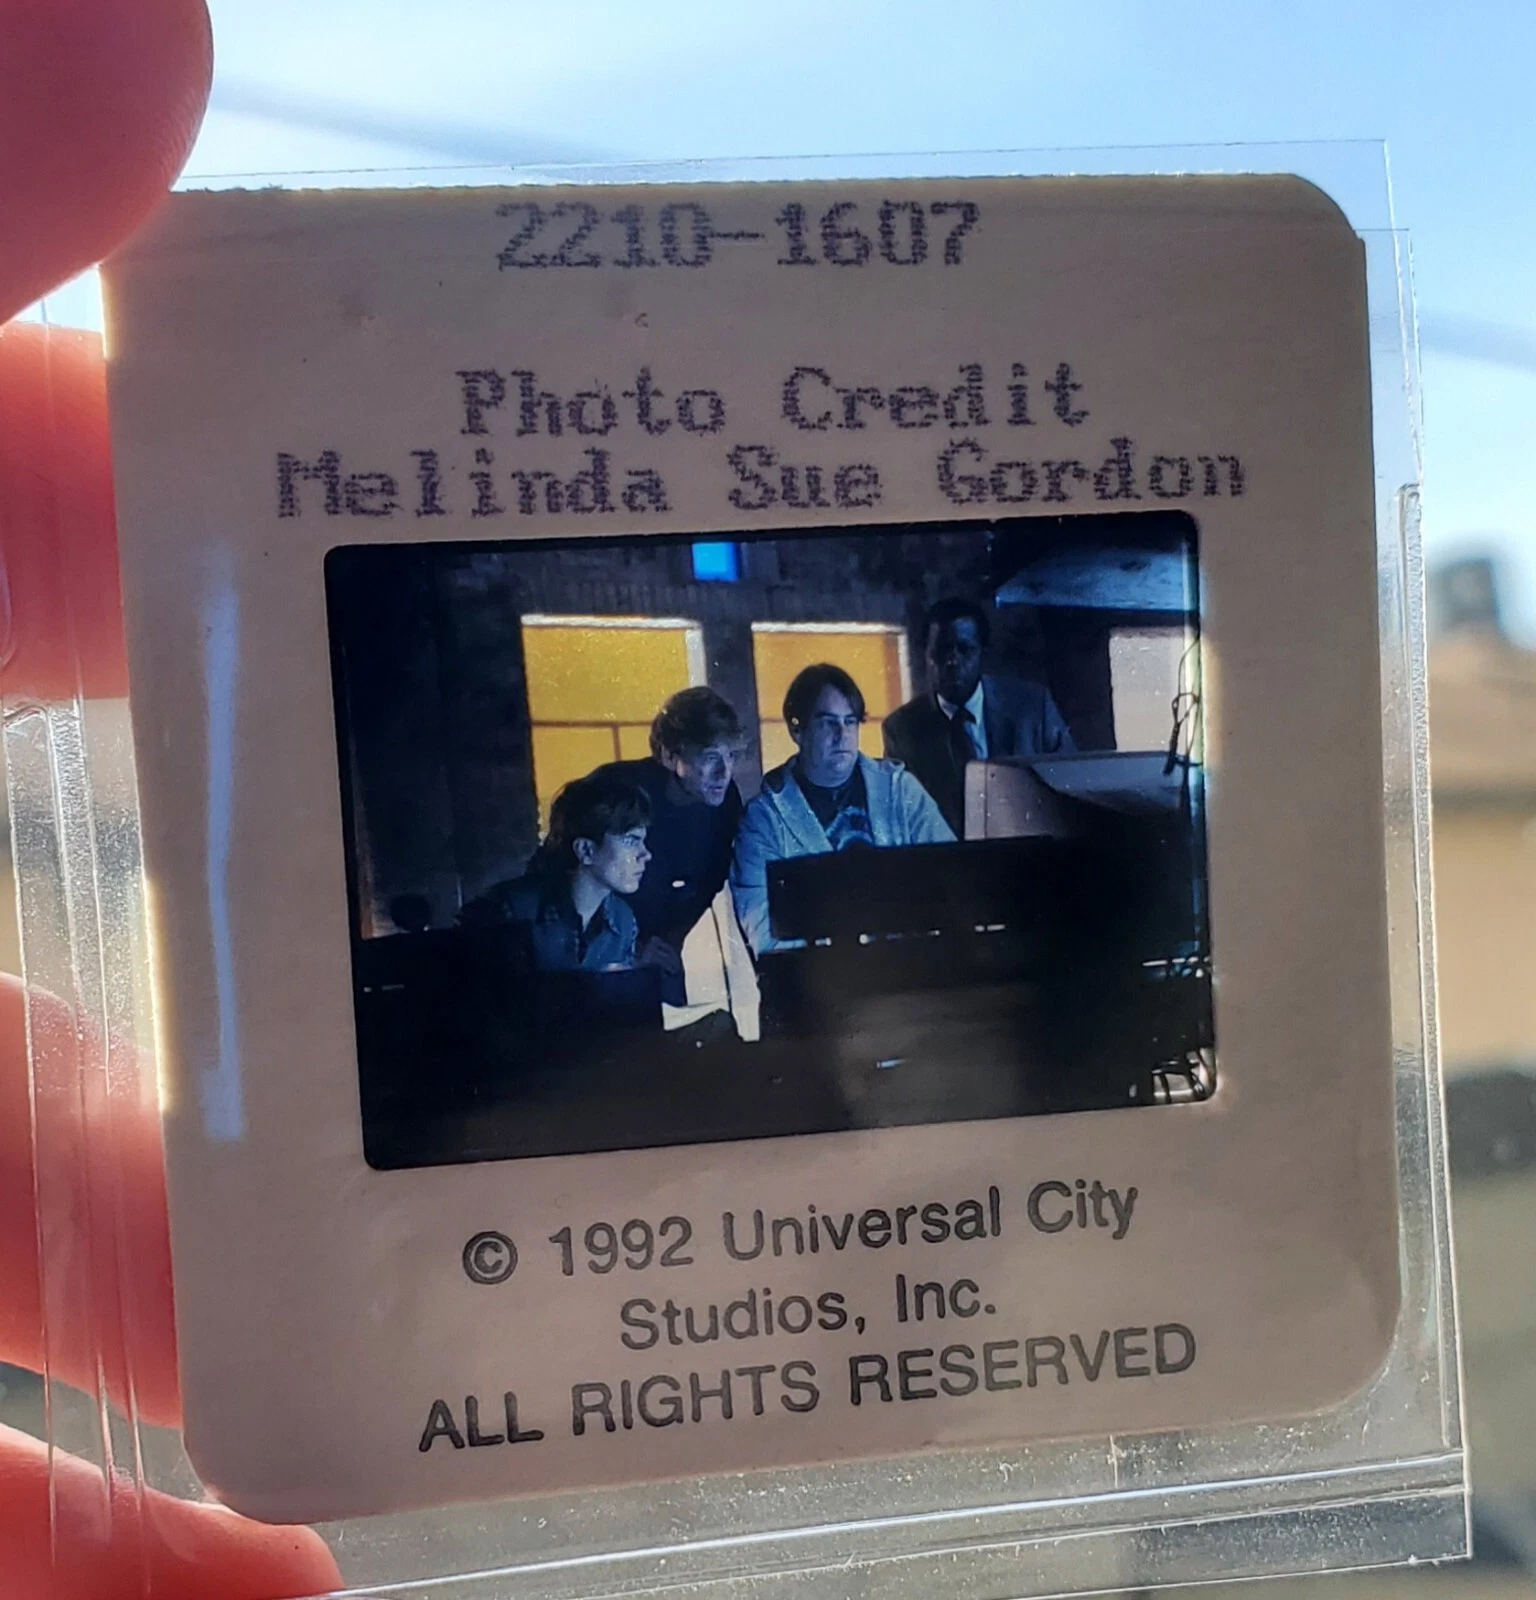 2210-1607
Photo Credit
Melinda Sue Gordon
© 1992 Universal City
Studios, Inc.
ALL RIGHTS RESERVED